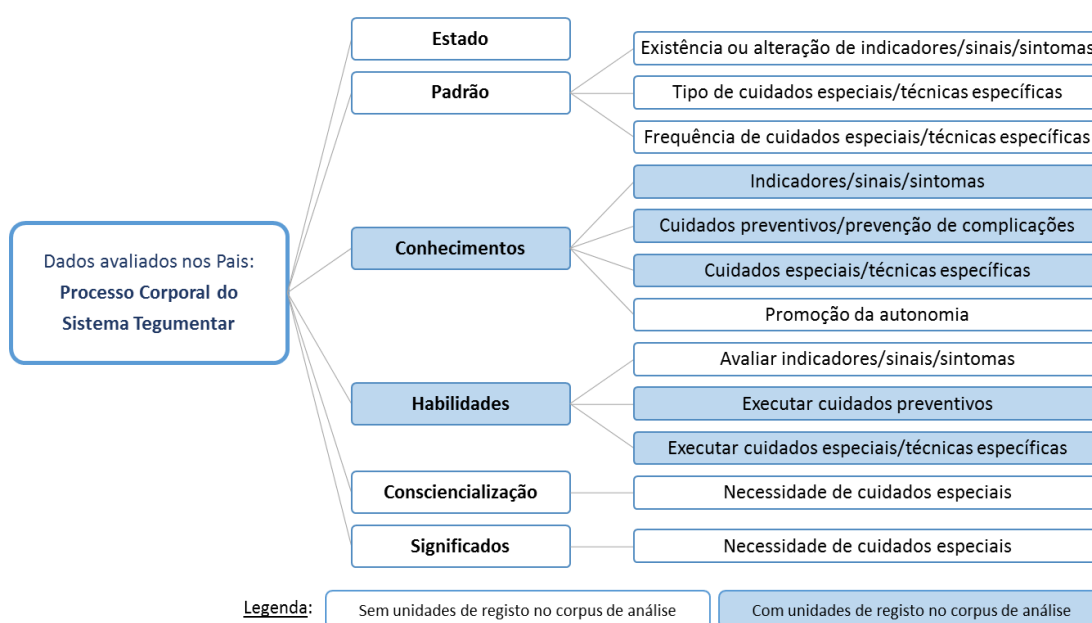 Dados avaliados nos Pais:
Processo Corporal do
Sistema Tegumentar
Estado
Padrão
Existência ou alteração de indicadores/sinais/sintomas
Tipo de cuidados especiais/técnicas específicas
Frequência de cuidados especiais/técnicas específicas
Conhecimentos
Indicadores/sinais/sintomas
Cuidados preventivos/prevenção de complicações
Cuidados especiais/técnicas específicas
Promoção da autonomia
Habilidades
Avaliar indicadores/sinais/sintomas
Executar cuidados preventivos
Executar cuidados especiais/técnicas específicas
Consciencialização
Necessidade de cuidados especiais
Significados
Necessidade de cuidados especiais
Legenda:
Sem unidades de registo no corpus de análise
Com unidades de registo no corpus de análise